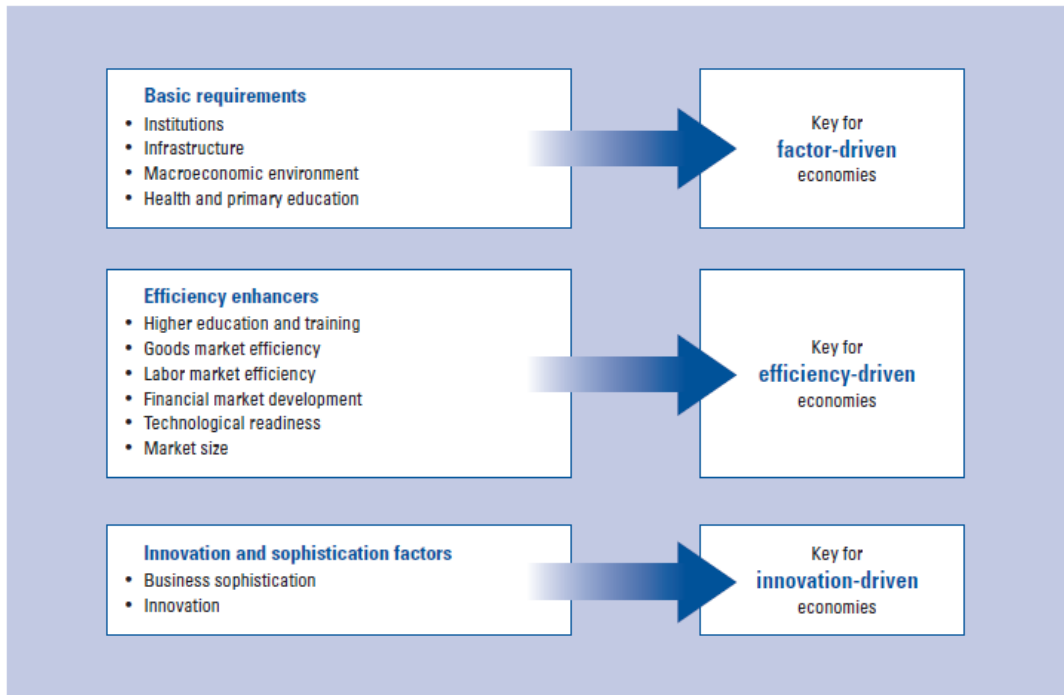 Basic requirements
• Institutions
• Infrastructure
• Macroeconomic environment
• Health and primary education
Key for
factor-driven
economies
Efficiency enhancers
• Higher education and training
• Goods market efficiency
• Labor market efficiency
• Financial market development
• Technological readiness
• Market size
Key for
efficiency-driven
economies
Innovation and sophistication factors
• Business sophistication
• Innovation
Key for
innovation-driven
economies